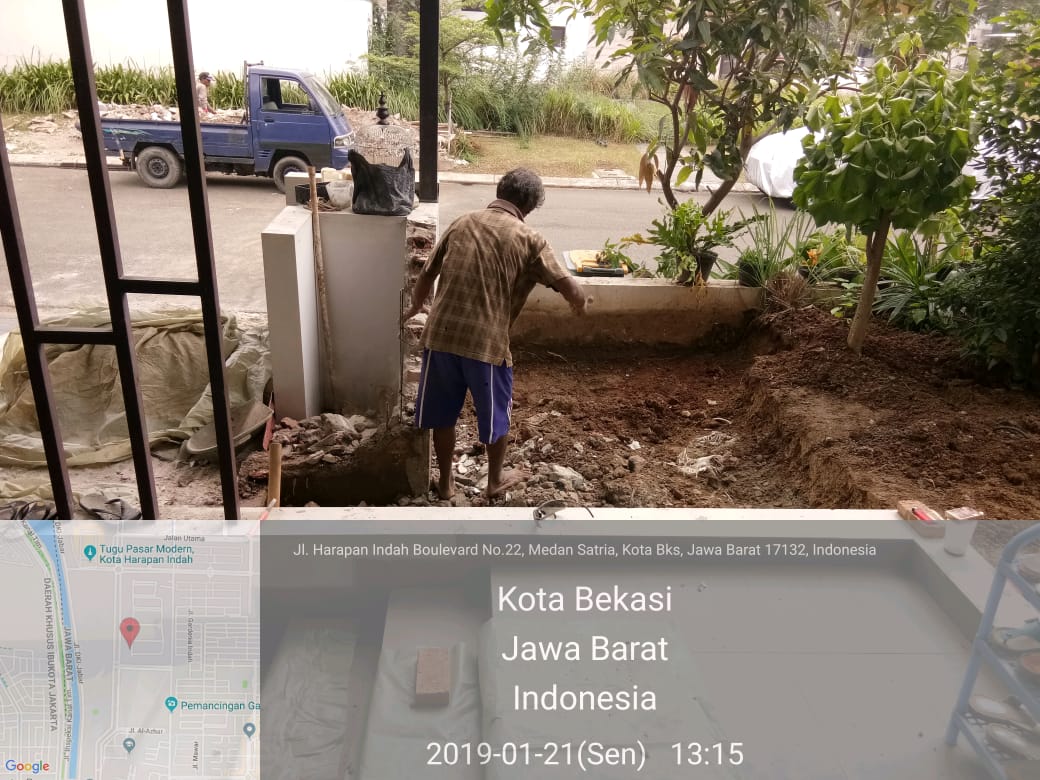 Jl. Harapan Indah Boulevard No.22, Medan Satria, Kota Bks, Jawa Barat 17132, Indonesia
Kota Bekasi
Jawa Barat
Indonesia
2019-01-21(Sen) 13:15
Jalan Utama
Tugu Pasar Modern,
Kota Harapan Indah
DAERAH KHUSUS IBUKOTA JAKARTA
JAWA BARAT
Jl. DKI Jabar
Jl. Gardenia Indah
Pemancingan Ga
Jl. Al-Azhar
Jl. Mawar
Google